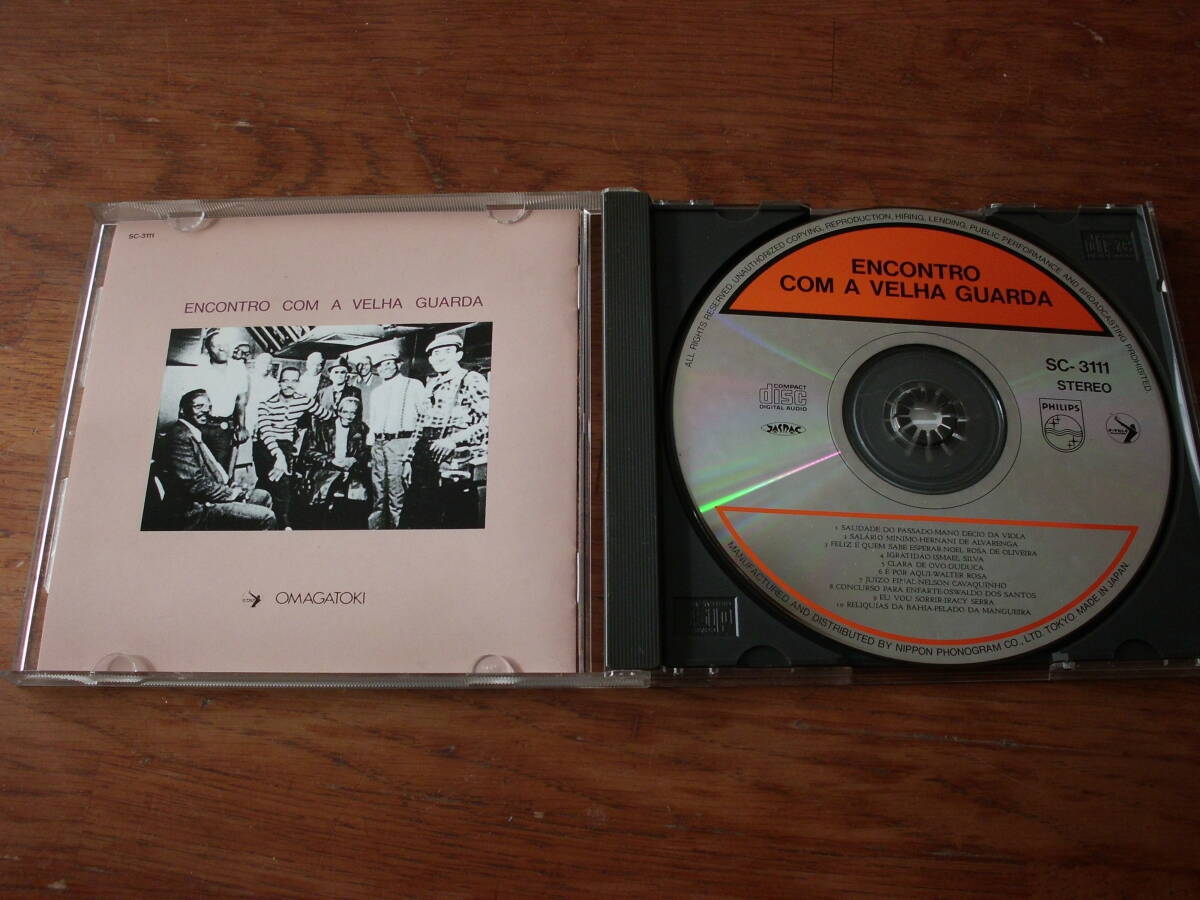 SC-3111
ENCONTRO COM A VELHA GUARDA
OMAGATOKI
ALL RIGHTS RESERVED. UNAUTHORIZED COPYING, REPRODUCTION, HIRING, LENDING, PUBLIC PERFORMANCE AND BROADCASTING PROHIBITED.
ENCONTRO
COM A VELHA GUARDA
SC-3111
STEREO
COMPACT
disc
DIGITAL AUDIO
JASRAC
PHILIPS
1 SAUDADE DO PASSADO·MANO DECIO DA VIOLA
2 SALÁRIO MINIMO·HERNANI DE ALVARENGA
3 FELIZ É QUEM SABE ESPERAR·NOEL ROSA DE OLIVEIRA
4 IGRATIDÃO·ISMAEL SILVA
5 CLARA DE OVO·DUDUCA
6 É POR AQUI·WALTER ROSA
7 JUIZO FINAL·NELSON CAVAQUINHO
8 CONCURSO PARA ENFARTE·OSWALDO DOS SANTOS
9 EU VOU SORRIR·IRACY SERRA
10 RELIQUIAS DA BAHIA·PELADO DA MANGUEIRA
MANUFACTURED AND DISTRIBUTED BY NIPPON PHONOGRAM CO., LTD. TOKYO. MADE IN JAPAN.